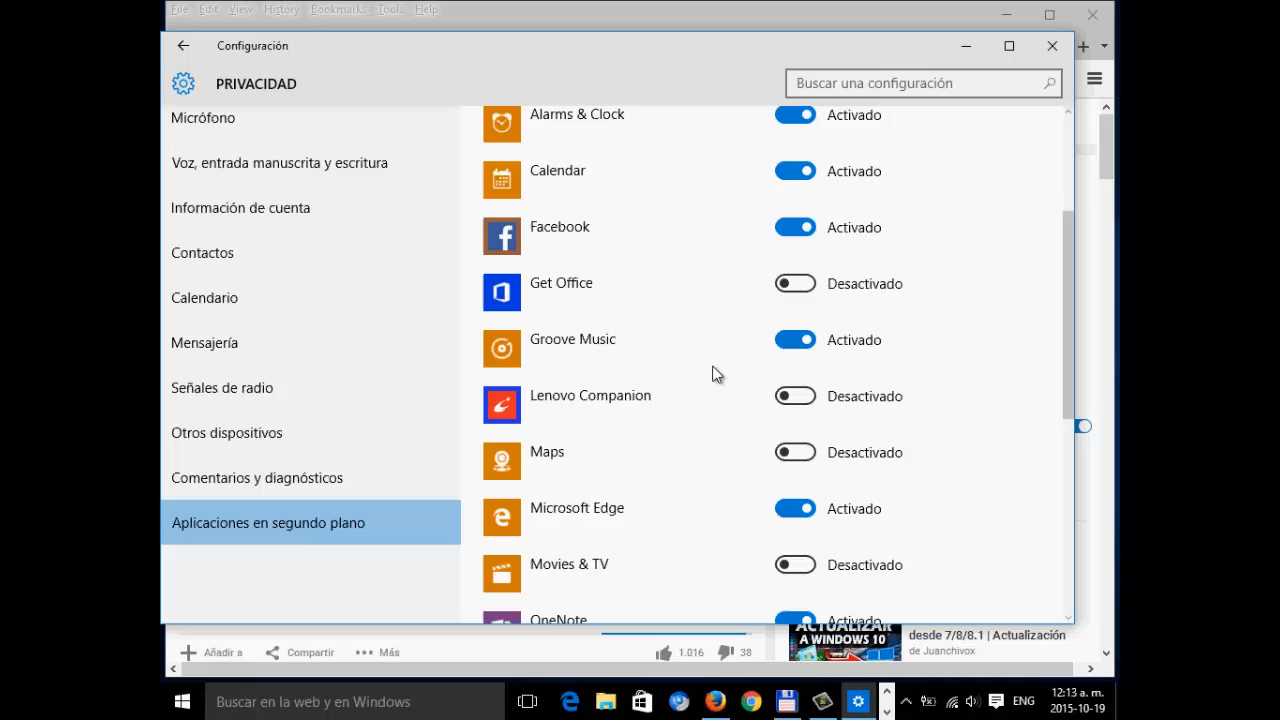 File Edit View History Bookmarks Tools Help
Configuración
PRIVACIDAD
Buscar una configuración
Micrófono
Voz, entrada manuscrita y escritura
Información de cuenta
Contactos
Calendario
Mensajería
Señales de radio
Otros dispositivos
Comentarios y diagnósticos
Aplicaciones en segundo plano
Alarms & Clock Activado
Calendar Activado
Facebook Activado
Get Office Desactivado
Groove Music Activado
Lenovo Companion Desactivado
Maps Desactivado
Microsoft Edge Activado
Movies & TV Desactivado
OneNote Activado
Añadir a Compartir Más 1.016 38
ACTUALIZAR
A WINDOWS 10
desde 7/8/8.1 | Actualización
de Juanchivox
Buscar en la web y en Windows
ENG
12:13 a. m.
2015-10-19